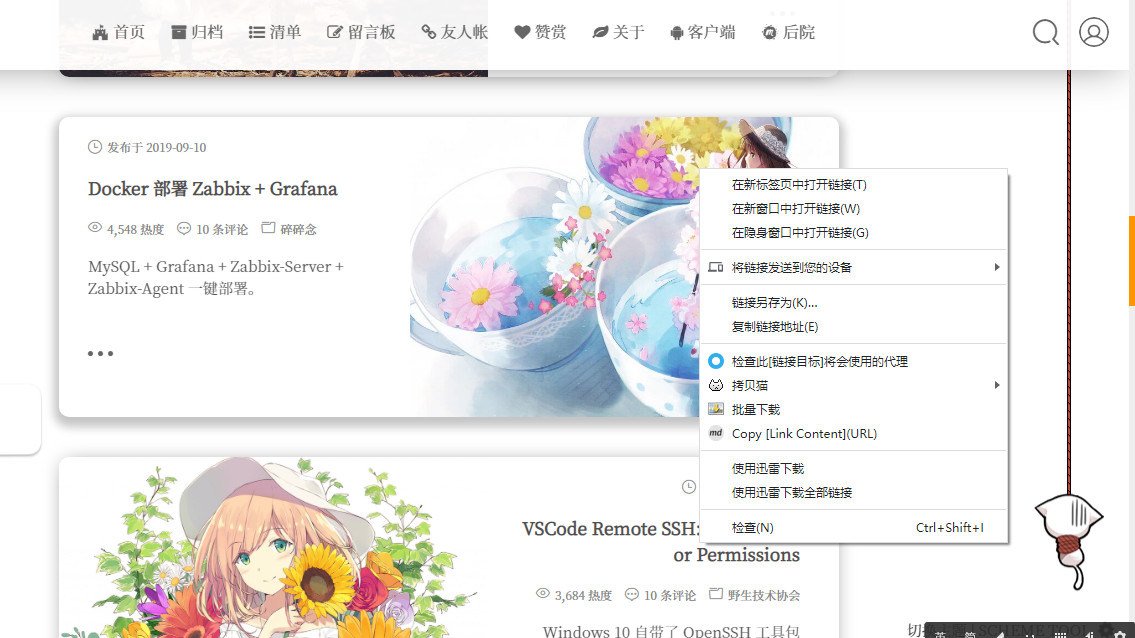 首页 归档 清单 留言板 友人帐 赞赏 关于 客户端 后院
发布于 2019-09-10
Docker 部署 Zabbix + Grafana
4,548 热度 10 条评论 碎碎念
MySQL + Grafana + Zabbix-Server +
Zabbix-Agent 一键部署。
在新标签页中打开链接(T)
在新窗口中打开链接(W)
在隐身窗口中打开链接(G)
将链接发送到您的设备
链接另存为(K)...
复制链接地址(E)
检查此[链接目标]将会使用的代理
拷贝猫
批量下载
md Copy [Link Content](URL)
使用迅雷下载
使用迅雷下载全部链接
检查(N) Ctrl+Shift+I
VSCode Remote SSH:
or Permissions
3,684 热度 10 条评论 野生技术协会
Windows 10 自带了 OpenSSH 工具包
英 简